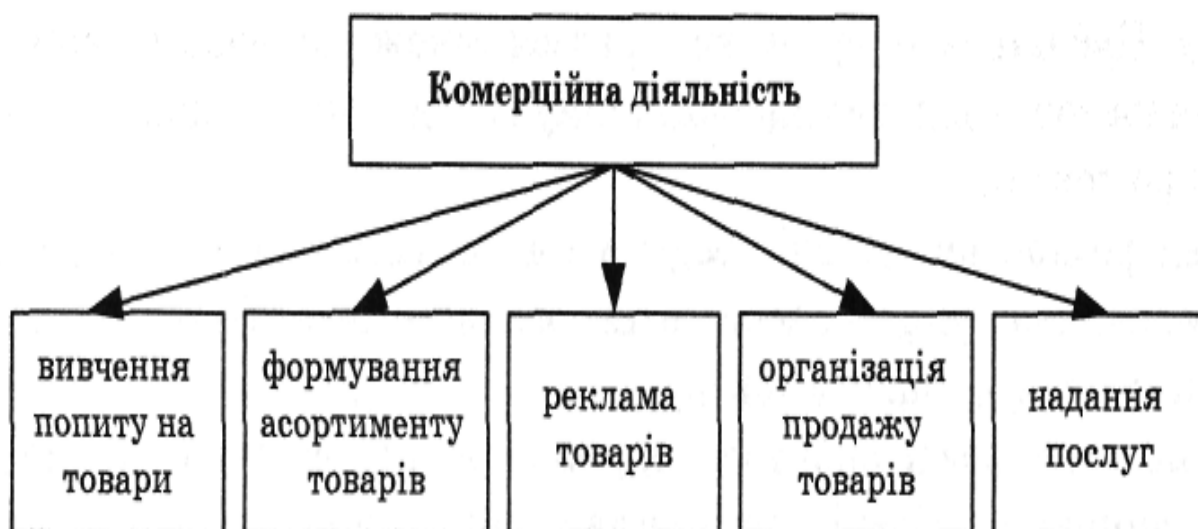 Комерційна діяльність
вивчення
попиту на
товари
формування
асортименту
товарів
реклама
товарів
організація
продажу
товарів
надання
послуг